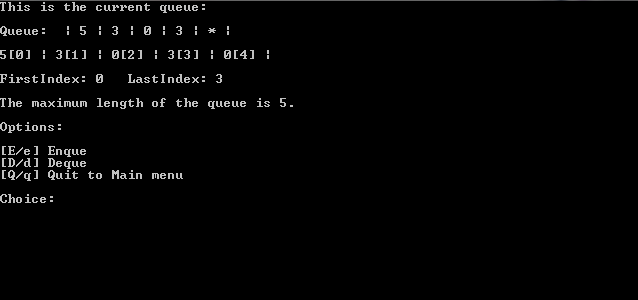 This is the current queue:
Queue: ¦ 5 ¦ 3 ¦ 0 ¦ 3 ¦ * ¦
5[0] ¦ 3[1] ¦ 0[2] ¦ 3[3] ¦ 0[4] ¦
FirstIndex: 0 LastIndex: 3
The maximum length of the queue is 5.
Options:
[E/e] Enque
[D/d] Deque
[Q/q] Quit to Main menu
Choice: